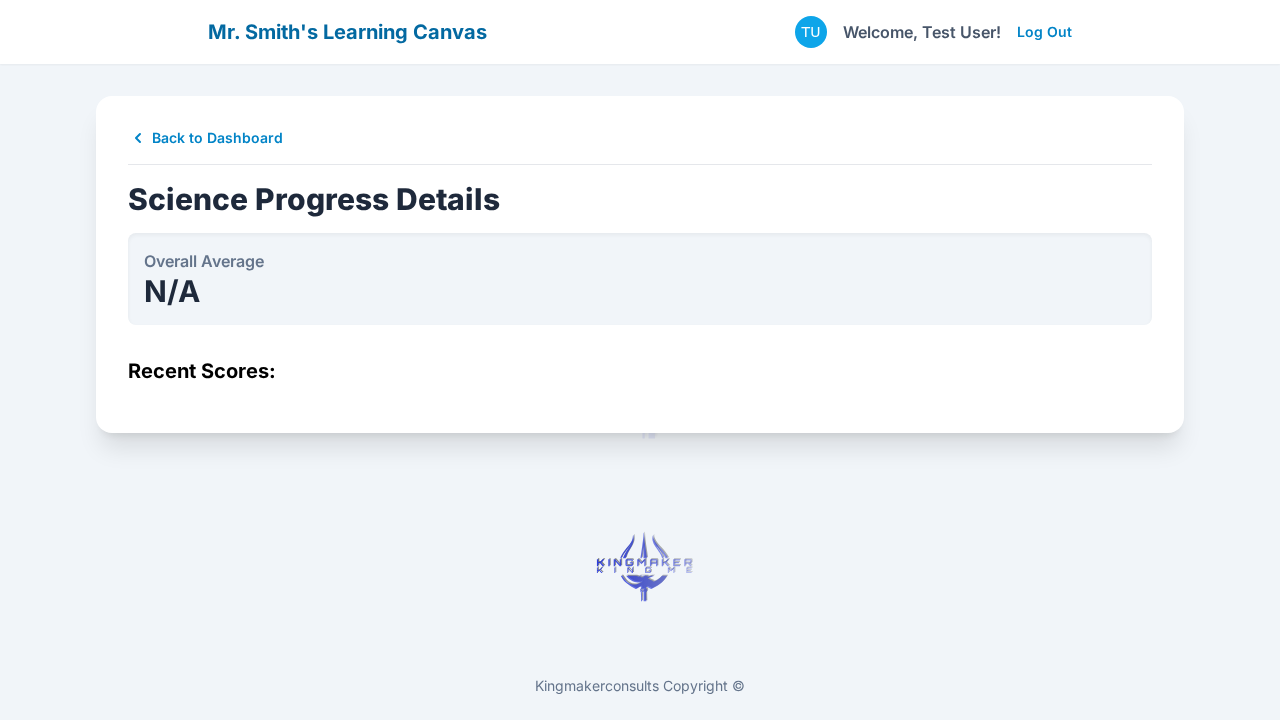 Mr. Smith's Learning Canvas
TU
Welcome, Test User!
Log Out
Back to Dashboard
Science Progress Details
Overall Average
N/A
Recent Scores:
KINGMAKER
KINGME
Kingmakerconsults Copyright ©